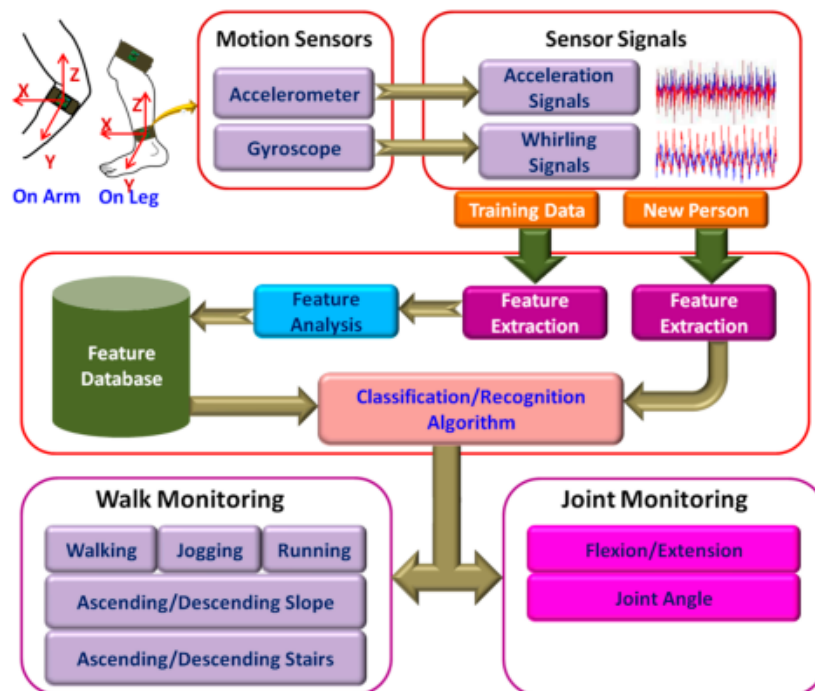 Motion Sensors
Sensor Signals
Z
X
Y
On Arm
Z
X
Y
On Leg
Accelerometer
Gyroscope
Acceleration
Signals
Whirling
Signals
Training Data
New Person
Feature
Database
Feature
Analysis
Feature
Extraction
Feature
Extraction
Classification/Recognition
Algorithm
Walk Monitoring
Walking
Jogging
Running
Ascending/Descending Slope
Ascending/Descending Stairs
Joint Monitoring
Flexion/Extension
Joint Angle